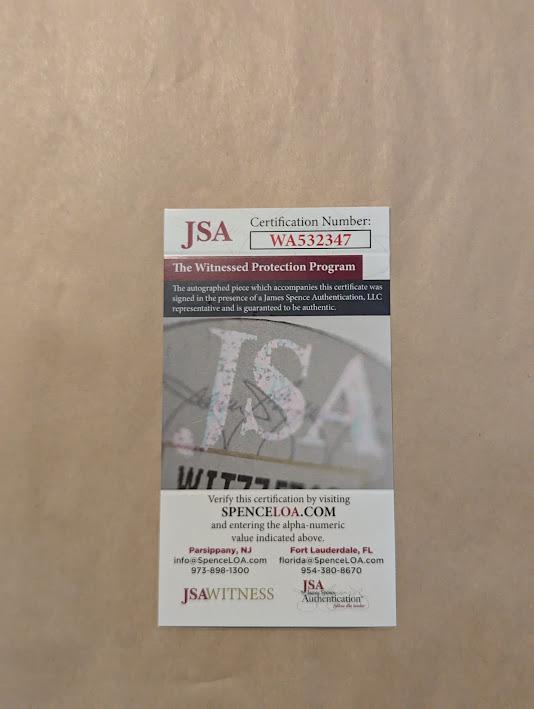 JSA
Certification Number:
WA532347
The Witnessed Protection Program
The autographed piece which accompanies this certificate was
signed in the presence of a James Spence Authentication, LLC
representative and is guaranteed to be authentic.
JSA
Verify this certification by visiting
SPENCELOA.COM
and entering the alpha-numeric
value indicated above.
Parsippany, NJ
info@SpenceLOA.com
973-898-1300
Fort Lauderdale, FL
florida@SpenceLOA.com
954-380-8670
JSAWITNESS
JSA
Authentication